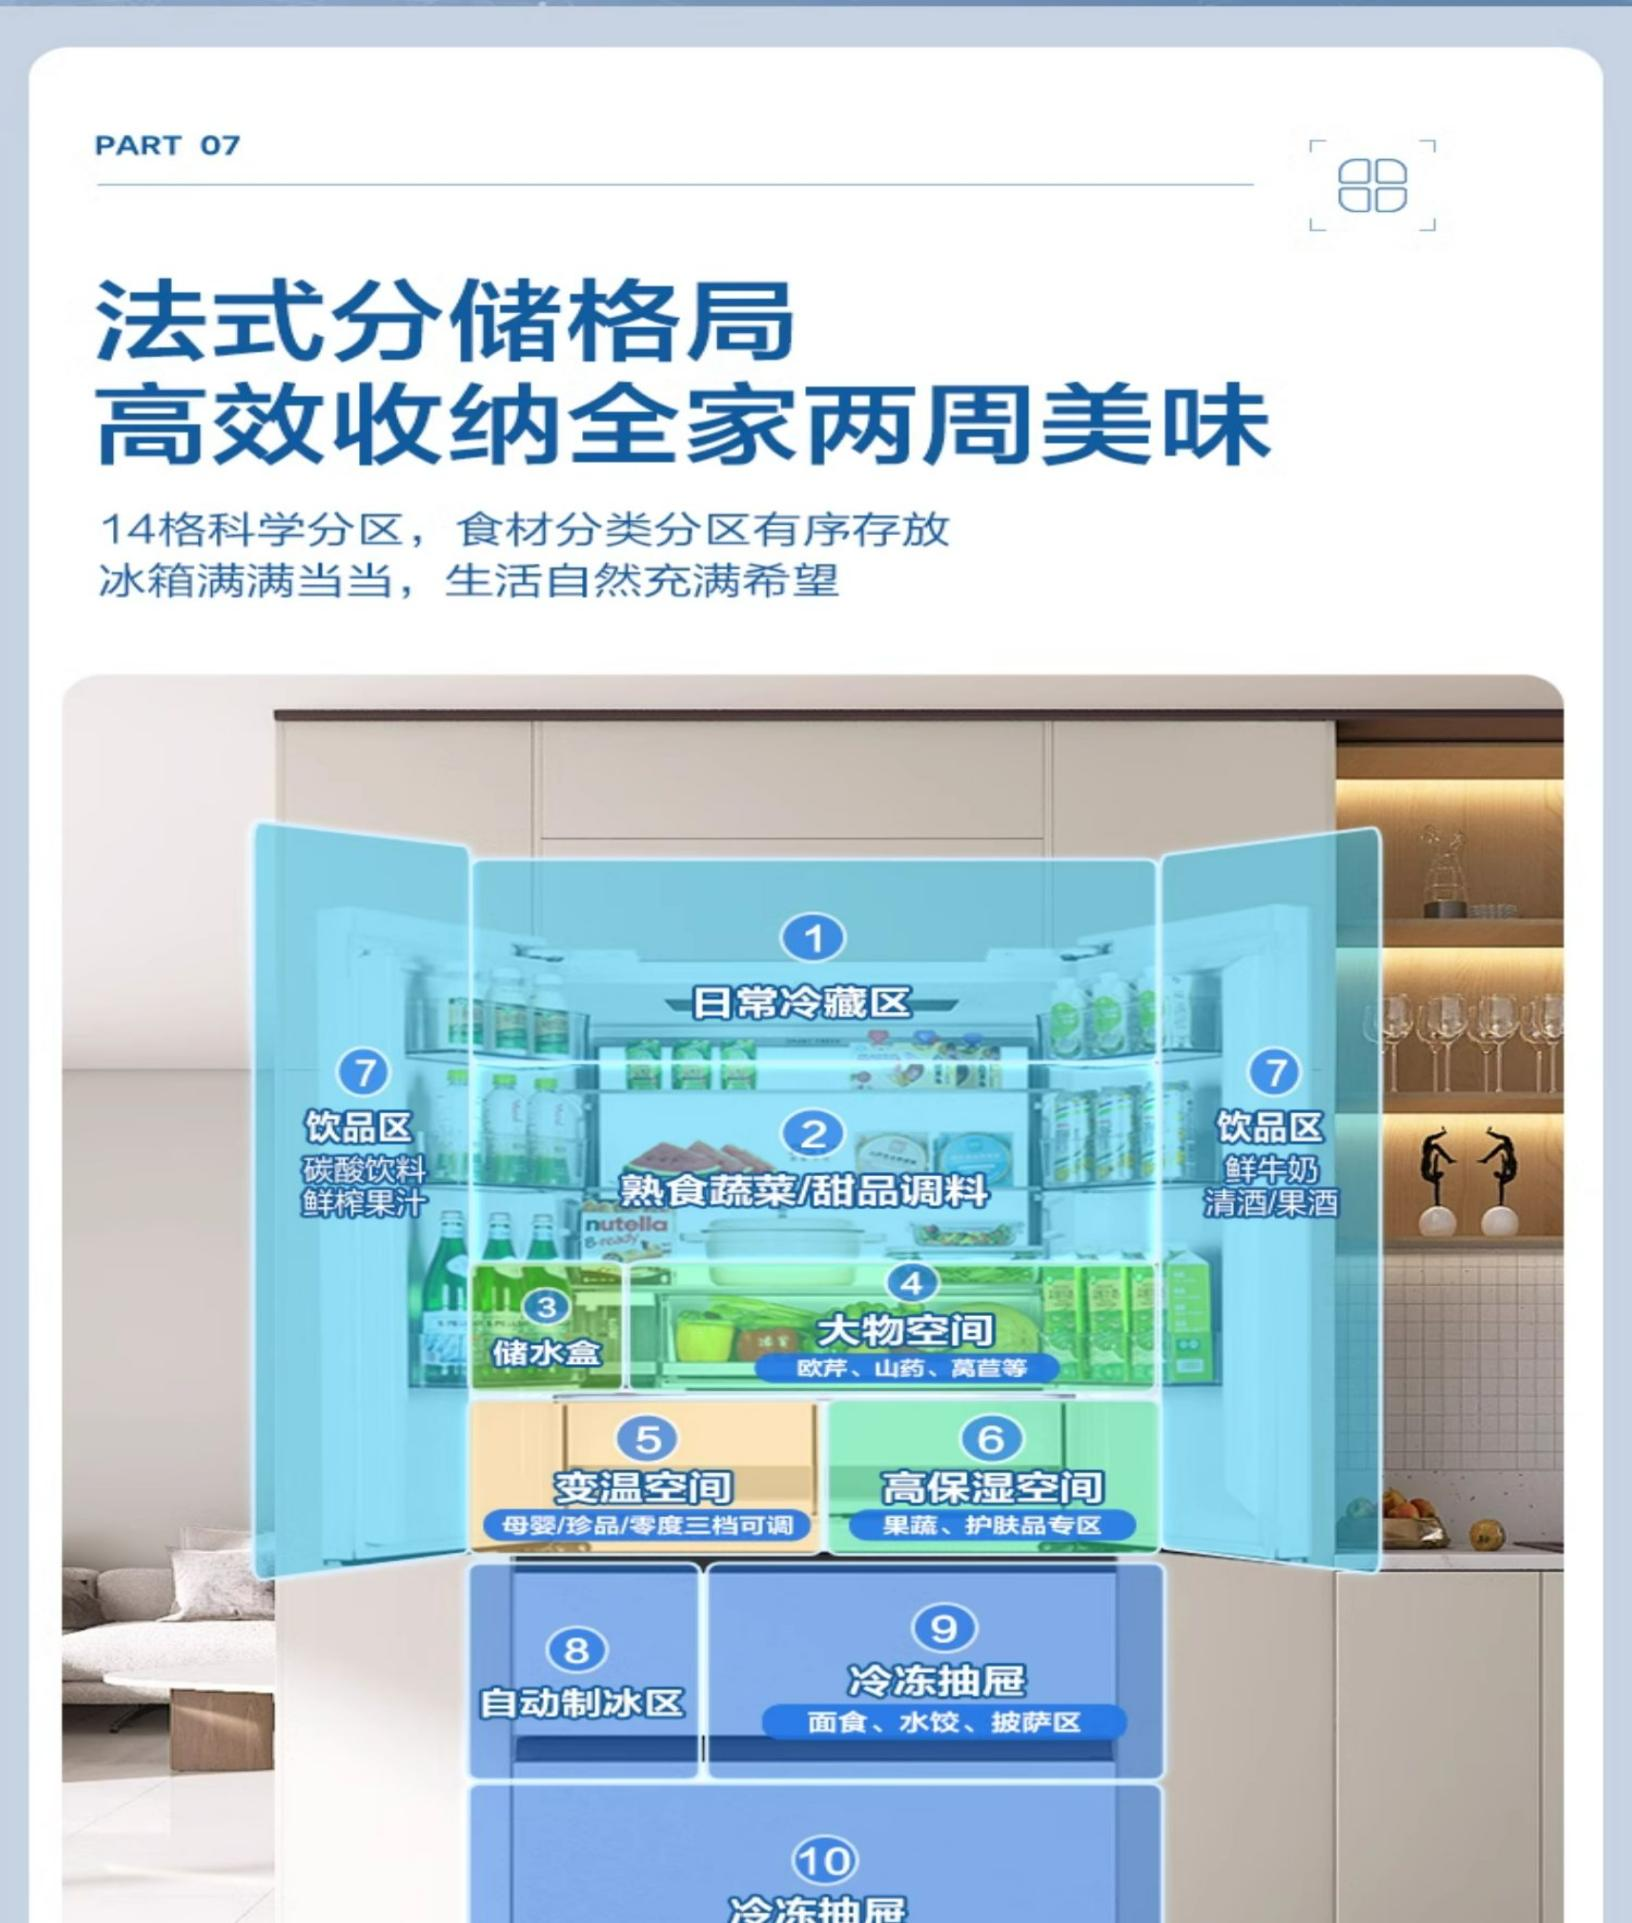 PART 07
法式分储格局
高效收纳全家两周美味
14格科学分区，食材分类分区有序存放
冰箱满满当当，生活自然充满希望
1
日常冷藏区
7
饮品区
碳酸饮料
鲜榨果汁
2
熟食蔬菜/甜品调料
7
饮品区
鲜牛奶
清酒/果酒
nutella
B-ready
3
储水盒
4
大物空间
欧芹、山药、莴苣等
5
变温空间
母婴/珍品/零度三档可调
6
高保湿空间
果蔬、护肤品专区
8
自动制冰区
9
冷冻抽屉
面食、水饺、披萨区
10
冷冻抽屉